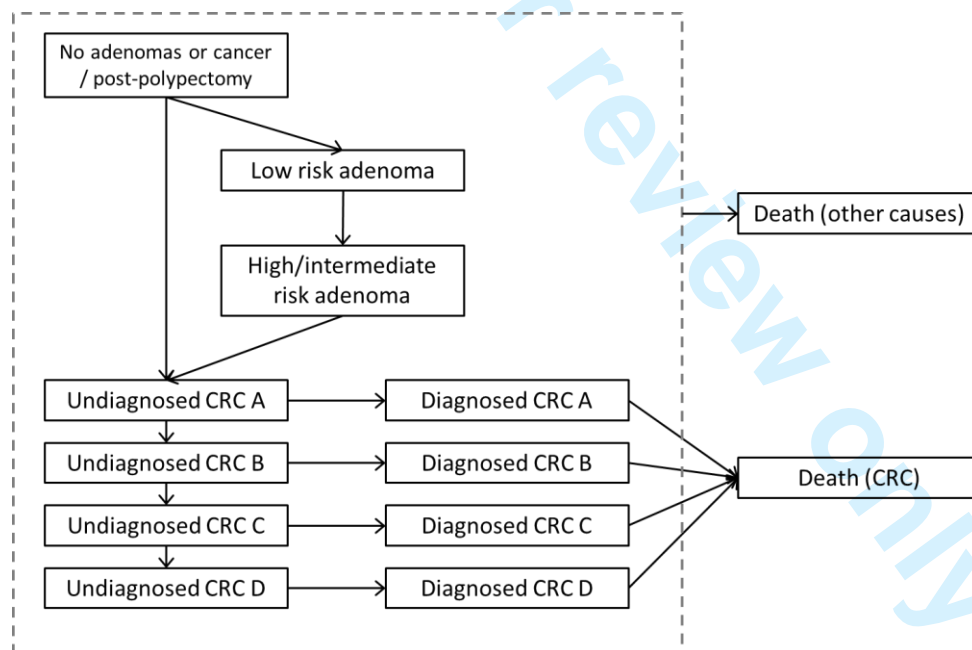 No adenomas or cancer
/ post-polypectomy
Low risk adenoma
High/intermediate
risk adenoma
Death (other causes)
Undiagnosed CRC A
Diagnosed CRC A
Undiagnosed CRC B
Diagnosed CRC B
Death (CRC)
Undiagnosed CRC C
Diagnosed CRC C
Undiagnosed CRC D
Diagnosed CRC D
r review only